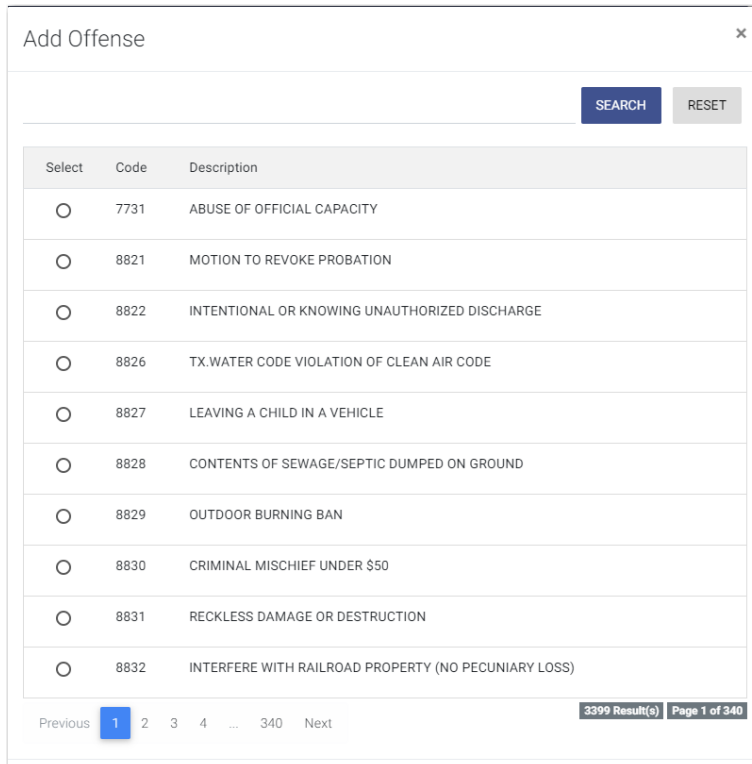 Add Offense ×
SEARCH RESET
Select Code Description
7731 ABUSE OF OFFICIAL CAPACITY
8821 MOTION TO REVOKE PROBATION
8822 INTENTIONAL OR KNOWING UNAUTHORIZED DISCHARGE
8826 TX.WATER CODE VIOLATION OF CLEAN AIR CODE
8827 LEAVING A CHILD IN A VEHICLE
8828 CONTENTS OF SEWAGE/SEPTIC DUMPED ON GROUND
8829 OUTDOOR BURNING BAN
8830 CRIMINAL MISCHIEF UNDER $50
8831 RECKLESS DAMAGE OR DESTRUCTION
8832 INTERFERE WITH RAILROAD PROPERTY (NO PECUNIARY LOSS)
Previous 1 2 3 4 ... 340 Next 3399 Result(s) Page 1 of 340